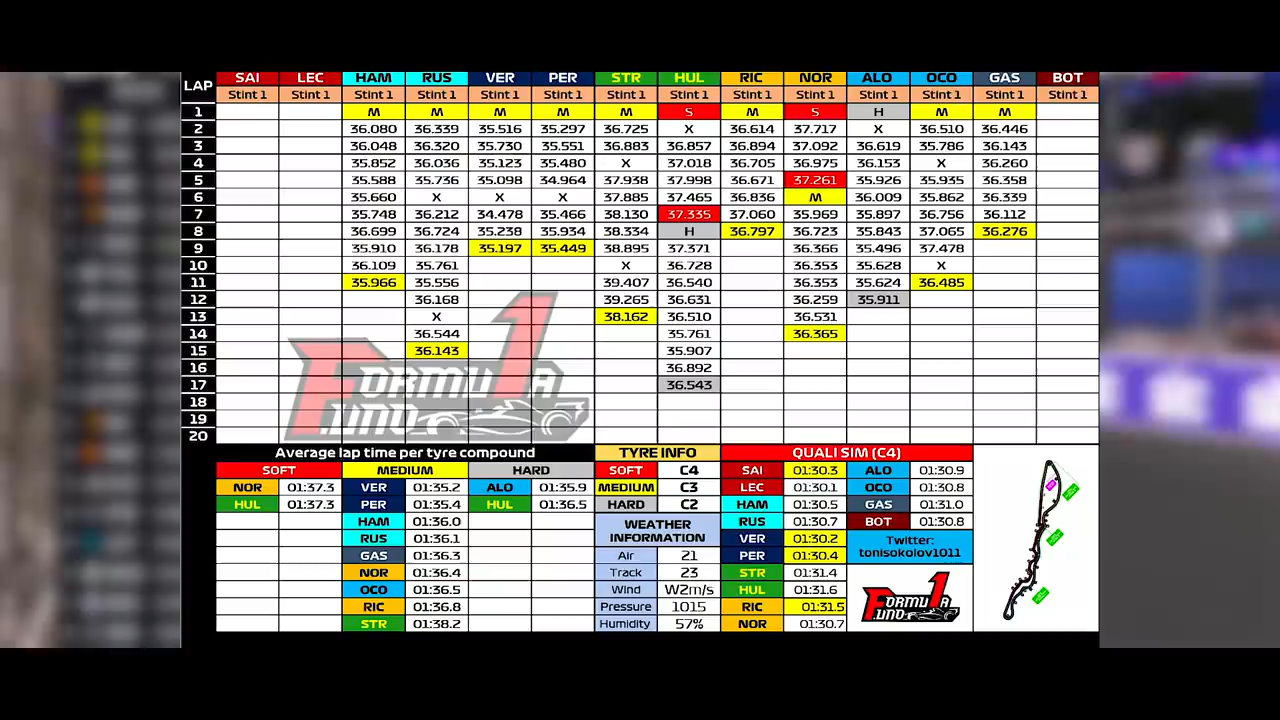 LAP SAI LEC HAM RUS VER PER STR HUL RIC NOR ALO OCO GAS BOT
Stint 1 Stint 1 Stint 1 Stint 1 Stint 1 Stint 1 Stint 1 Stint 1 Stint 1 Stint 1 Stint 1 Stint 1 Stint 1 Stint 1
1 M M M M M S M S H M M
2 36.080 36.339 35.516 35.297 36.725 X 36.614 37.717 X 36.510 36.446
3 36.048 36.320 35.730 35.551 36.883 36.857 36.894 37.092 36.619 35.786 36.143
4 35.852 36.036 35.123 35.480 X 37.018 36.705 36.975 36.153 X 36.260
5 35.588 35.736 35.098 34.964 37.938 37.998 36.671 37.261 35.926 35.935 36.358
6 35.660 X X X 37.885 37.465 36.836 M 36.009 35.862 36.339
7 35.748 36.212 34.478 35.466 38.130 37.335 37.060 35.969 35.897 36.756 36.112
8 36.699 36.724 35.238 35.934 38.334 H 36.797 36.723 35.843 37.065 36.276
9 35.910 36.178 35.197 35.449 38.895 37.371 36.366 35.496 37.478
10 36.109 35.761 X 36.728 36.353 35.628 X
11 35.966 35.556 39.407 36.540 36.353 35.624 36.485
12 36.168 39.265 36.631 36.259 35.911
13 X 38.162 36.510 36.531
14 36.544 35.761 36.365
15 36.143 35.907
16 36.892
17 36.543
18
19
20
FORMULA 1 UNO
Average lap time per tyre compound TYRE INFO QUALI SIM (C4)
SOFT MEDIUM HARD SOFT C4 SAI 01:30.3 ALO 01:30.9
NOR 01:37.3 VER 01:35.2 ALO 01:35.9 MEDIUM C3 LEC 01:30.1 OCO 01:30.8
HUL 01:37.3 PER 01:35.4 HUL 01:36.5 HARD C2 HAM 01:30.5 GAS 01:31.0
HAM 01:36.0 WEATHER RUS 01:30.7 BOT 01:30.8
RUS 01:36.1 INFORMATION VER 01:30.2 Twitter:
GAS 01:36.3 Air 21 PER 01:30.4 tonisokolov1011
NOR 01:36.4 Track 23 STR 01:31.4
OCO 01:36.5 Wind W2m/s HUL 01:31.6
RIC 01:36.8 Pressure 1015 RIC 01:31.5
STR 01:38.2 Humidity 57% NOR 01:30.7
FORMULA 1 UNO